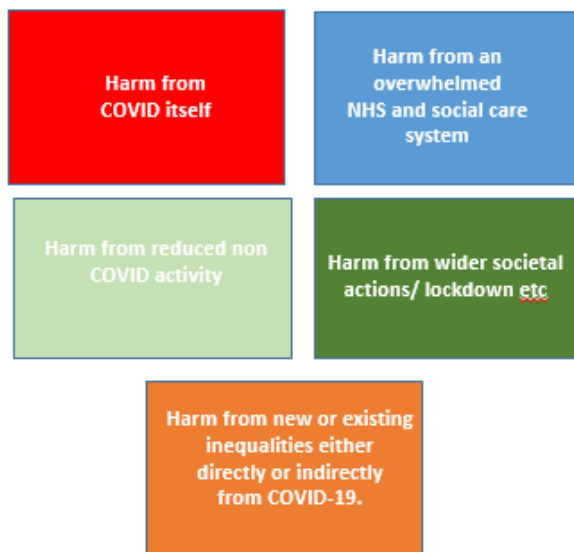 Harm from
COVID itself
Harm from an
overwhelmed
NHS and social care
system
Harm from reduced non
COVID activity
Harm from wider societal
actions/ lockdown etc
Harm from new or existing
inequalities either
directly or indirectly
from COVID-19.